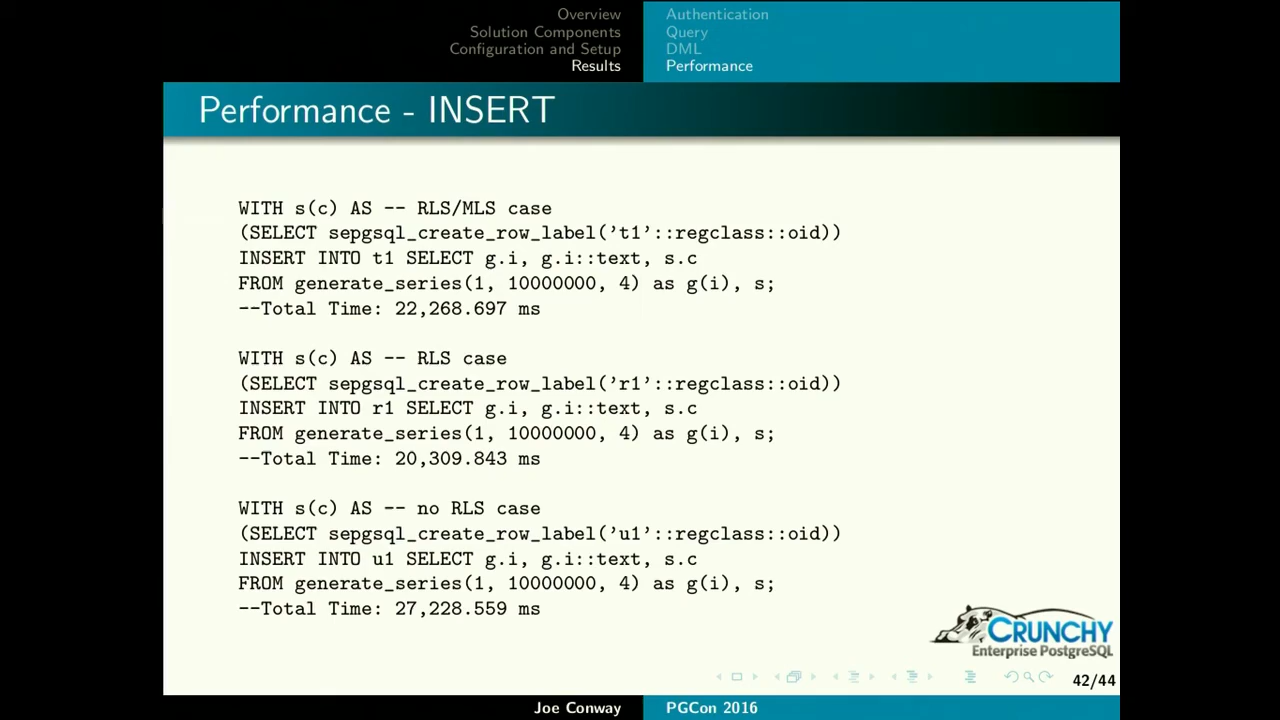 Overview
Solution Components
Configuration and Setup
Results
Authentication
Query
DML
Performance
Performance - INSERT
WITH s(c) AS -- RLS/MLS case
(SELECT sepgsql_create_row_label('t1'::regclass::oid))
INSERT INTO t1 SELECT g.i, g.i::text, s.c
FROM generate_series(1, 10000000, 4) as g(i), s;
--Total Time: 22,268.697 ms
WITH s(c) AS -- RLS case
(SELECT sepgsql_create_row_label('r1'::regclass::oid))
INSERT INTO r1 SELECT g.i, g.i::text, s.c
FROM generate_series(1, 10000000, 4) as g(i), s;
--Total Time: 20,309.843 ms
WITH s(c) AS -- no RLS case
(SELECT sepgsql_create_row_label('u1'::regclass::oid))
INSERT INTO u1 SELECT g.i, g.i::text, s.c
FROM generate_series(1, 10000000, 4) as g(i), s;
--Total Time: 27,228.559 ms
CRUNCHY
Enterprise PostgreSQL
42/44
Joe Conway
PGCon 2016